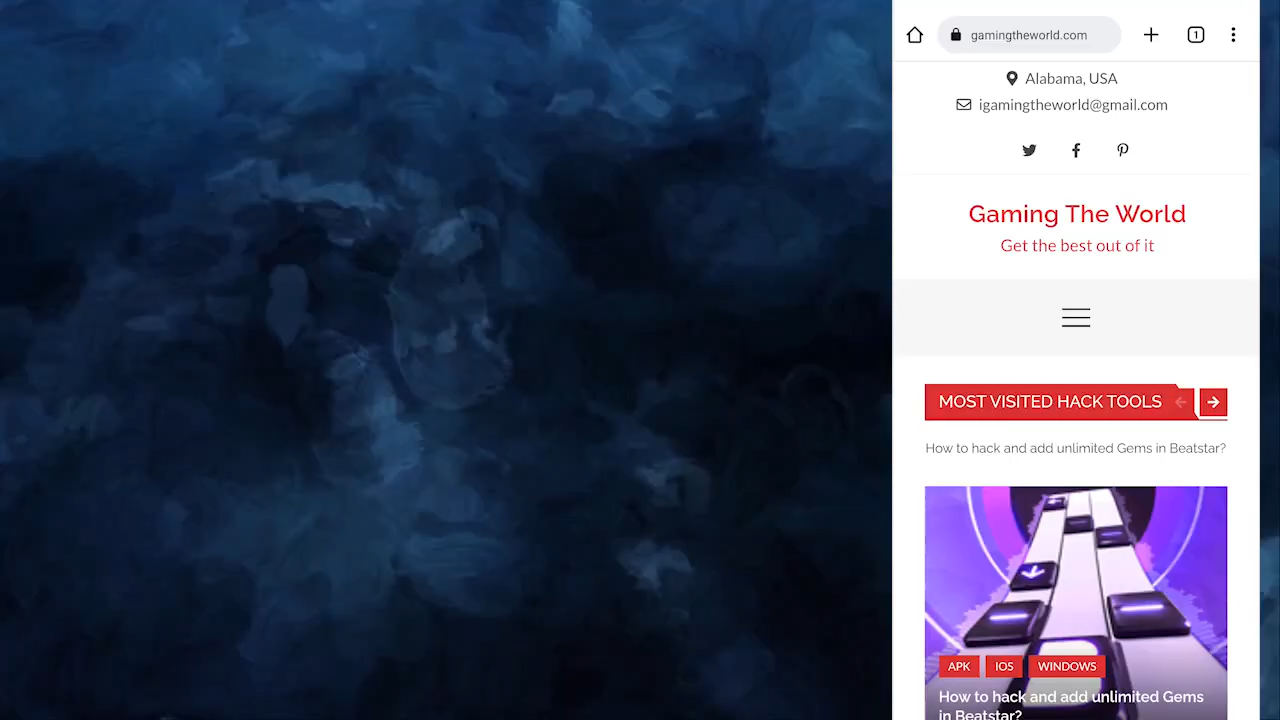 gamingtheworld.com
1
Alabama, USA
igamingtheworld@gmail.com
Gaming The World
Get the best out of it
MOST VISITED HACK TOOLS
How to hack and add unlimited Gems in Beatstar?
APK IOS WINDOWS
How to hack and add unlimited Gems
in Beatstar?